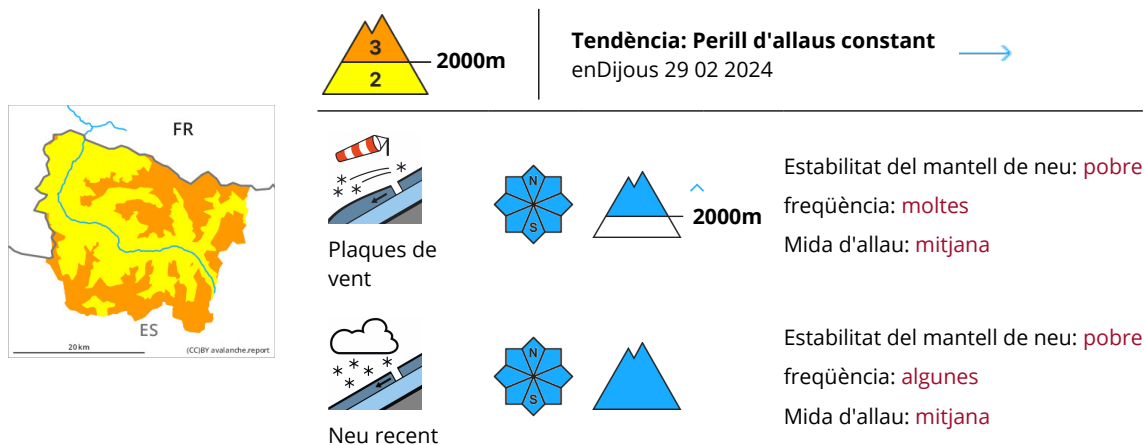 3
2
2000m
Tendència: Perill d'allaus constant
enDijous 29 02 2024
FR
ES
20 km
(CC)BY avalanche.report
N
S
2000m
Plaques de
vent
Estabilitat del mantell de neu: pobre
freqüència: moltes
Mida d'allau: mitjana
N
S
Neu recent
Estabilitat del mantell de neu: pobre
freqüència: algunes
Mida d'allau: mitjana